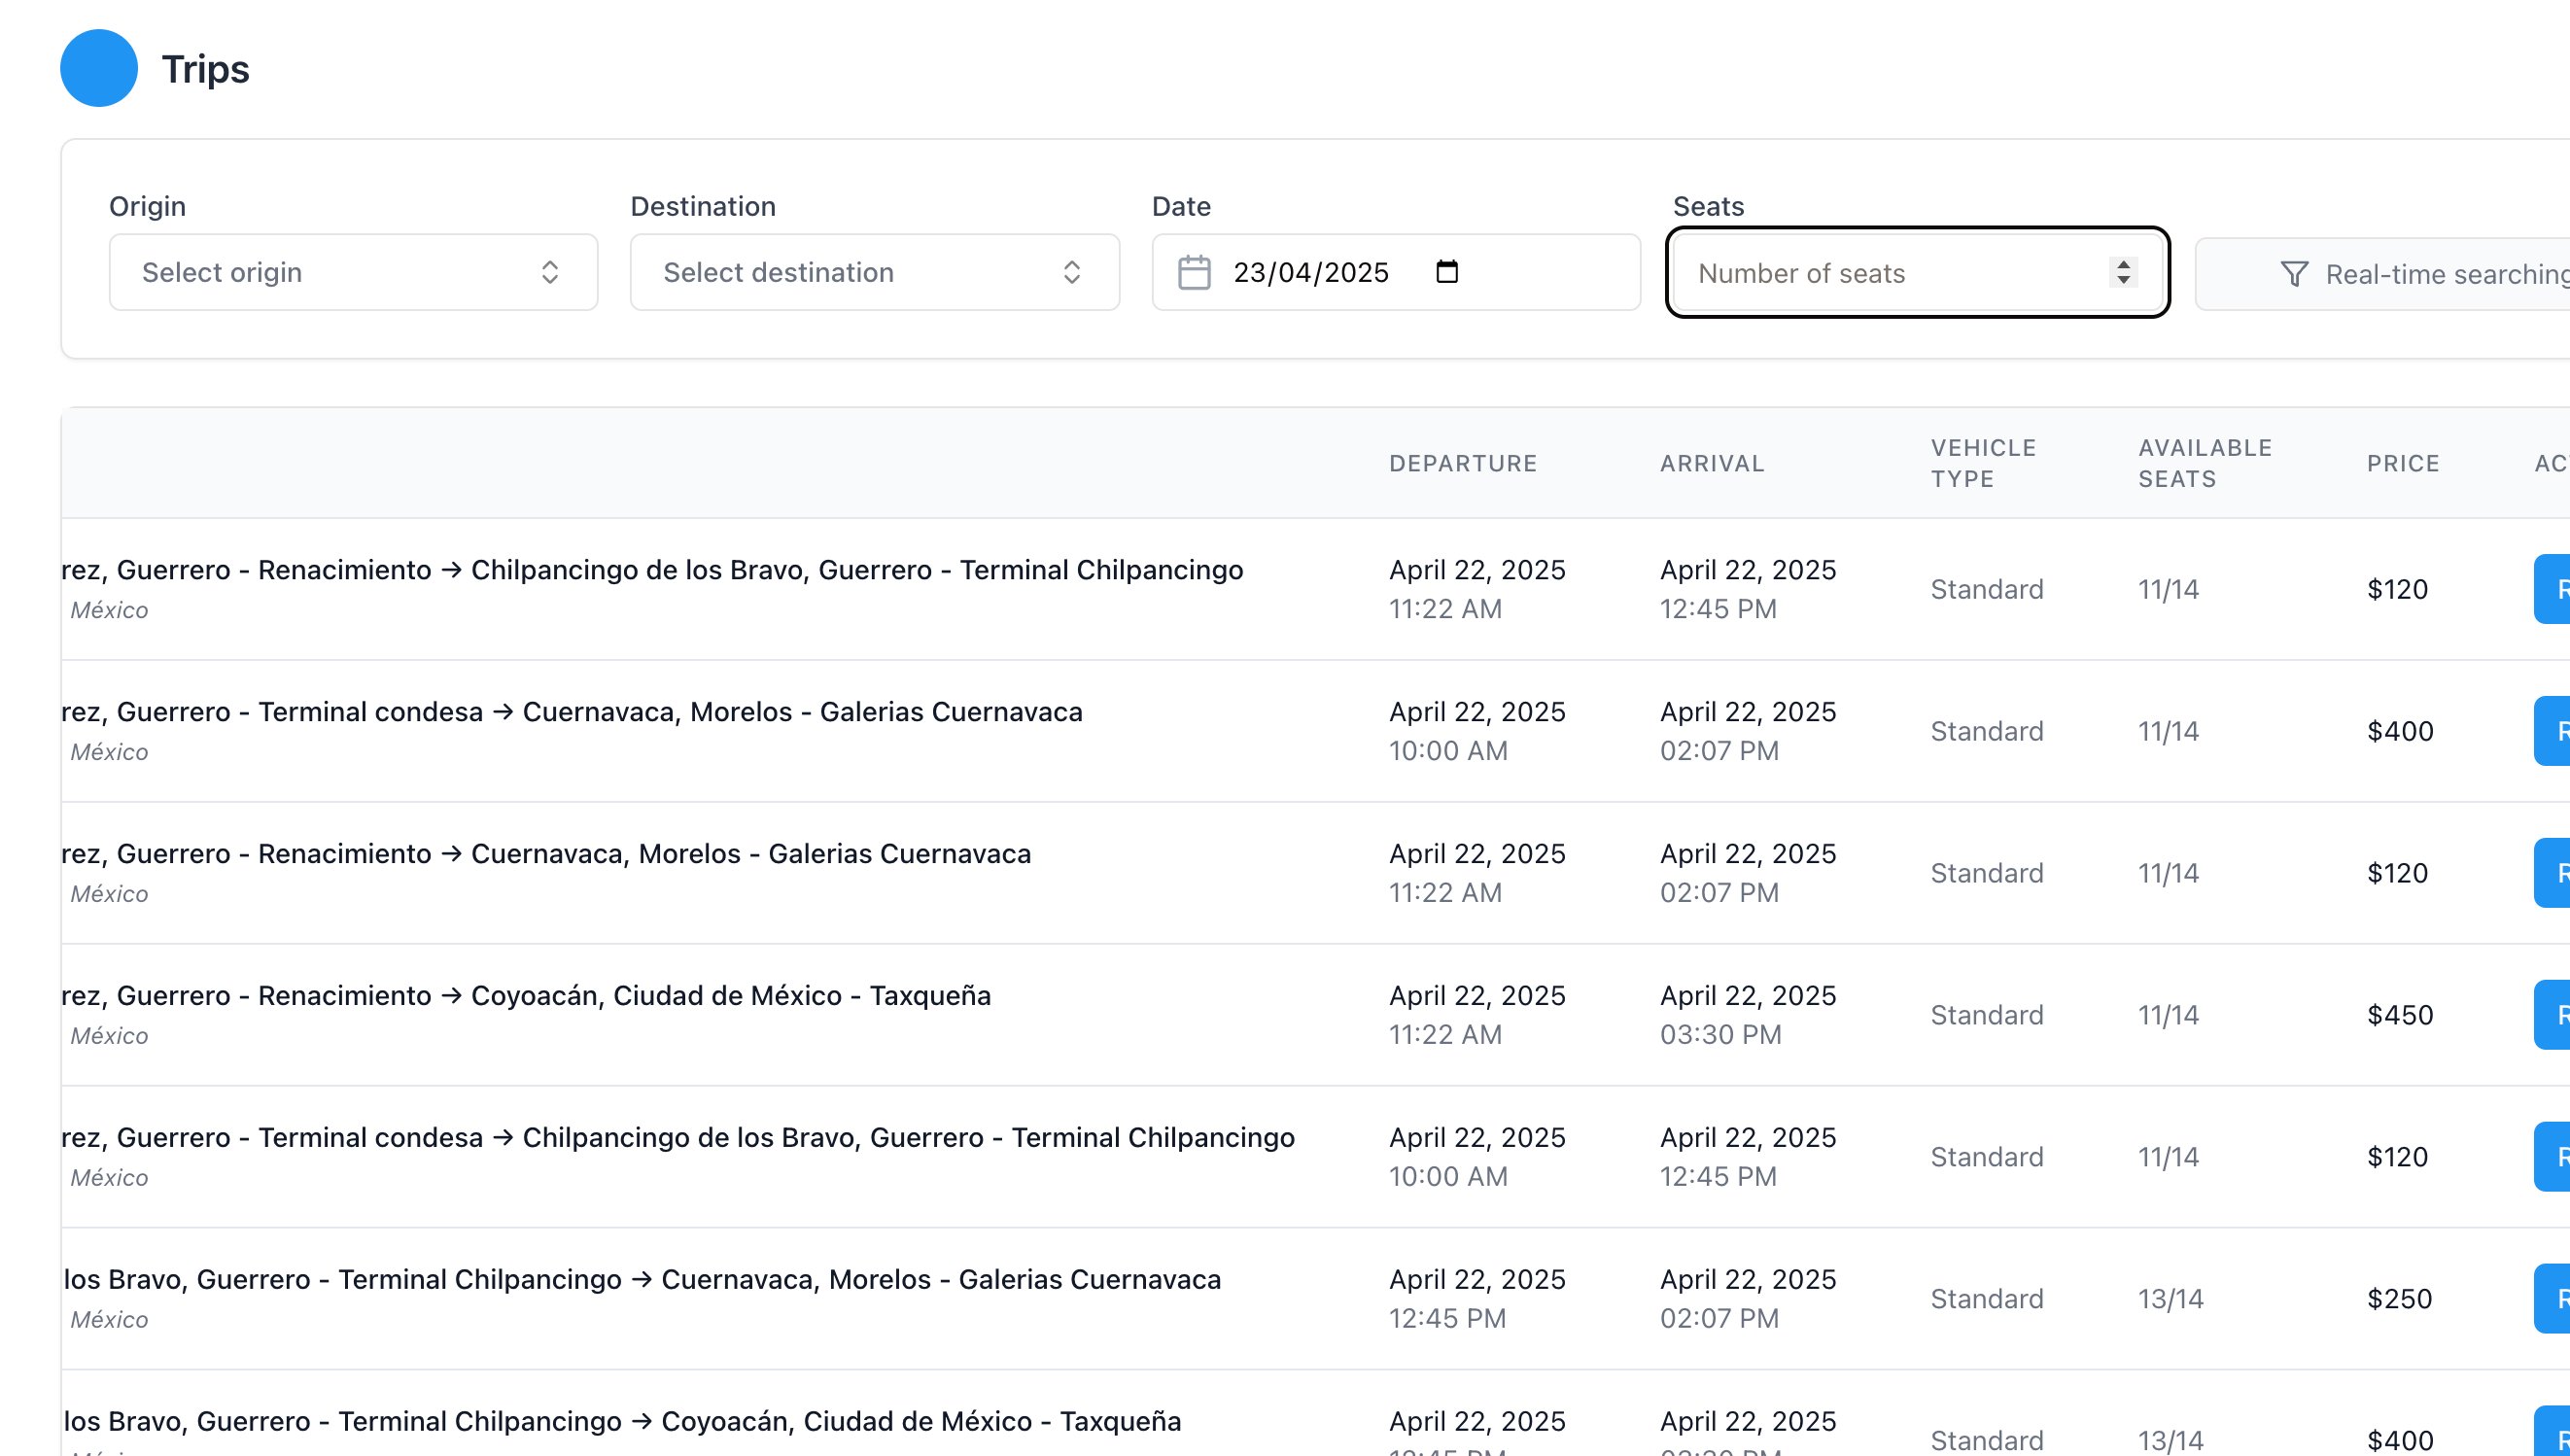 Trips
Origin
Destination
Date
Seats
Select origin
Select destination
23/04/2025
Number of seats
Real-time searching
DEPARTURE
ARRIVAL
VEHICLE
TYPE
AVAILABLE
SEATS
PRICE
rez, Guerrero - Renacimiento → Chilpancingo de los Bravo, Guerrero - Terminal Chilpancingo
México
April 22, 2025
11:22 AM
April 22, 2025
12:45 PM
Standard
11/14
$120
R
rez, Guerrero - Terminal condesa → Cuernavaca, Morelos - Galerias Cuernavaca
México
April 22, 2025
10:00 AM
April 22, 2025
02:07 PM
Standard
11/14
$400
R
rez, Guerrero - Renacimiento → Cuernavaca, Morelos - Galerias Cuernavaca
México
April 22, 2025
11:22 AM
April 22, 2025
02:07 PM
Standard
11/14
$120
R
rez, Guerrero - Renacimiento → Coyoacán, Ciudad de México - Taxqueña
México
April 22, 2025
11:22 AM
April 22, 2025
03:30 PM
Standard
11/14
$450
R
rez, Guerrero - Terminal condesa → Chilpancingo de los Bravo, Guerrero - Terminal Chilpancingo
México
April 22, 2025
10:00 AM
April 22, 2025
12:45 PM
Standard
11/14
$120
R
los Bravo, Guerrero - Terminal Chilpancingo → Cuernavaca, Morelos - Galerias Cuernavaca
México
April 22, 2025
12:45 PM
April 22, 2025
02:07 PM
Standard
13/14
$250
R
los Bravo, Guerrero - Terminal Chilpancingo → Coyoacán, Ciudad de México - Taxqueña
April 22, 2025
April 22, 2025
Standard
13/14
$400
R